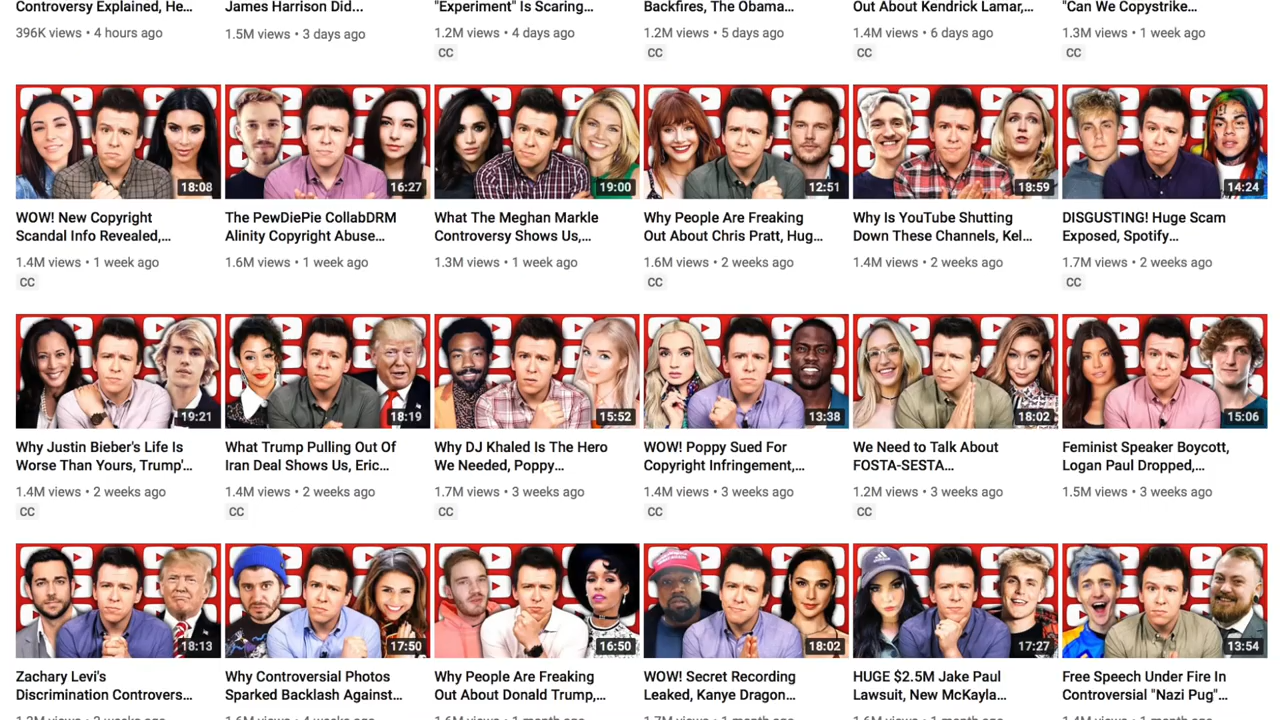 Controversy Explained, He...
James Harrison Did...
"Experiment" Is Scaring...
Backfires, The Obama...
Out About Kendrick Lamar,...
"Can We Copystrike...
396K views • 4 hours ago
1.5M views • 3 days ago
1.2M views • 4 days ago
1.2M views • 5 days ago
1.4M views • 6 days ago
1.3M views • 1 week ago
CC
CC
CC
CC
18:08
16:27
19:00
12:51
18:59
14:24
WOW! New Copyright
Scandal Info Revealed,...
The PewDiePie CollabDRM
Alinity Copyright Abuse...
What The Meghan Markle
Controversy Shows Us,...
Why People Are Freaking
Out About Chris Pratt, Hug...
Why Is YouTube Shutting
Down These Channels, Kel...
DISGUSTING! Huge Scam
Exposed, Spotify...
1.4M views • 1 week ago
1.6M views • 1 week ago
1.3M views • 1 week ago
1.6M views • 2 weeks ago
1.4M views • 2 weeks ago
1.7M views • 2 weeks ago
CC
CC
CC
19:21
18:19
15:52
13:38
18:02
15:06
Why Justin Bieber's Life Is
Worse Than Yours, Trump'...
What Trump Pulling Out Of
Iran Deal Shows Us, Eric...
Why DJ Khaled Is The Hero
We Needed, Poppy...
WOW! Poppy Sued For
Copyright Infringement,...
We Need to Talk About
FOSTA-SESTA...
Feminist Speaker Boycott,
Logan Paul Dropped,...
1.4M views • 2 weeks ago
1.4M views • 2 weeks ago
1.7M views • 3 weeks ago
1.4M views • 3 weeks ago
1.2M views • 3 weeks ago
1.5M views • 3 weeks ago
CC
CC
CC
CC
CC
18:13
17:50
16:50
18:02
17:27
13:54
Zachary Levi's
Discrimination Controvers...
Why Controversial Photos
Sparked Backlash Against...
Why People Are Freaking
Out About Donald Trump,...
WOW! Secret Recording
Leaked, Kanye Dragon...
HUGE $2.5M Jake Paul
Lawsuit, New McKayla...
Free Speech Under Fire In
Controversial "Nazi Pug"...